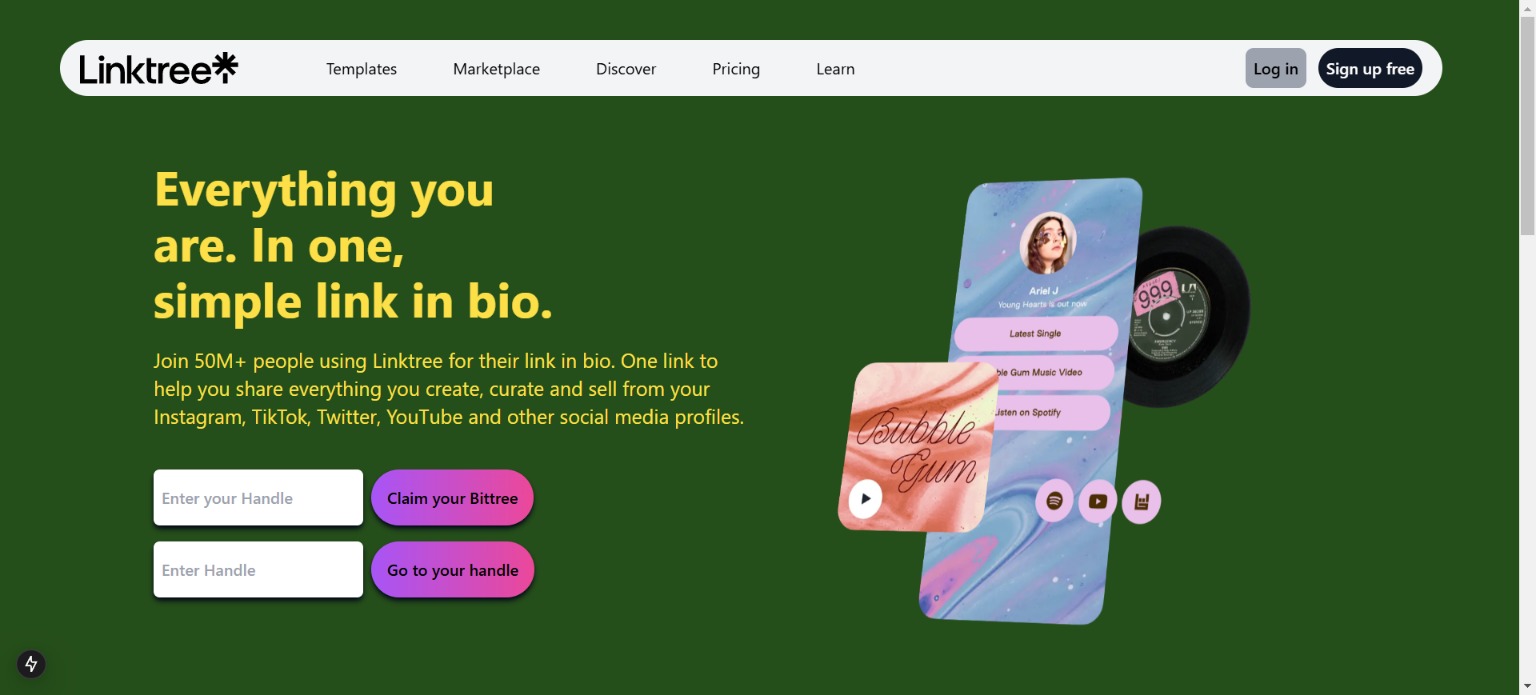 Linktree*
Templates
Marketplace
Discover
Pricing
Learn
Log in
Sign up free
Everything you
are. In one,
simple link in bio.
Join 50M+ people using Linktree for their link in bio. One link to
help you share everything you create, curate and sell from your
Instagram, TikTok, Twitter, YouTube and other social media profiles.
Enter your Handle
Claim your Bittree
Enter Handle
Go to your handle
Ariel J
Young Hearts is out now
Latest Single
ble Gum Music Video
Listen on Spotify
Bubble
Gum
999